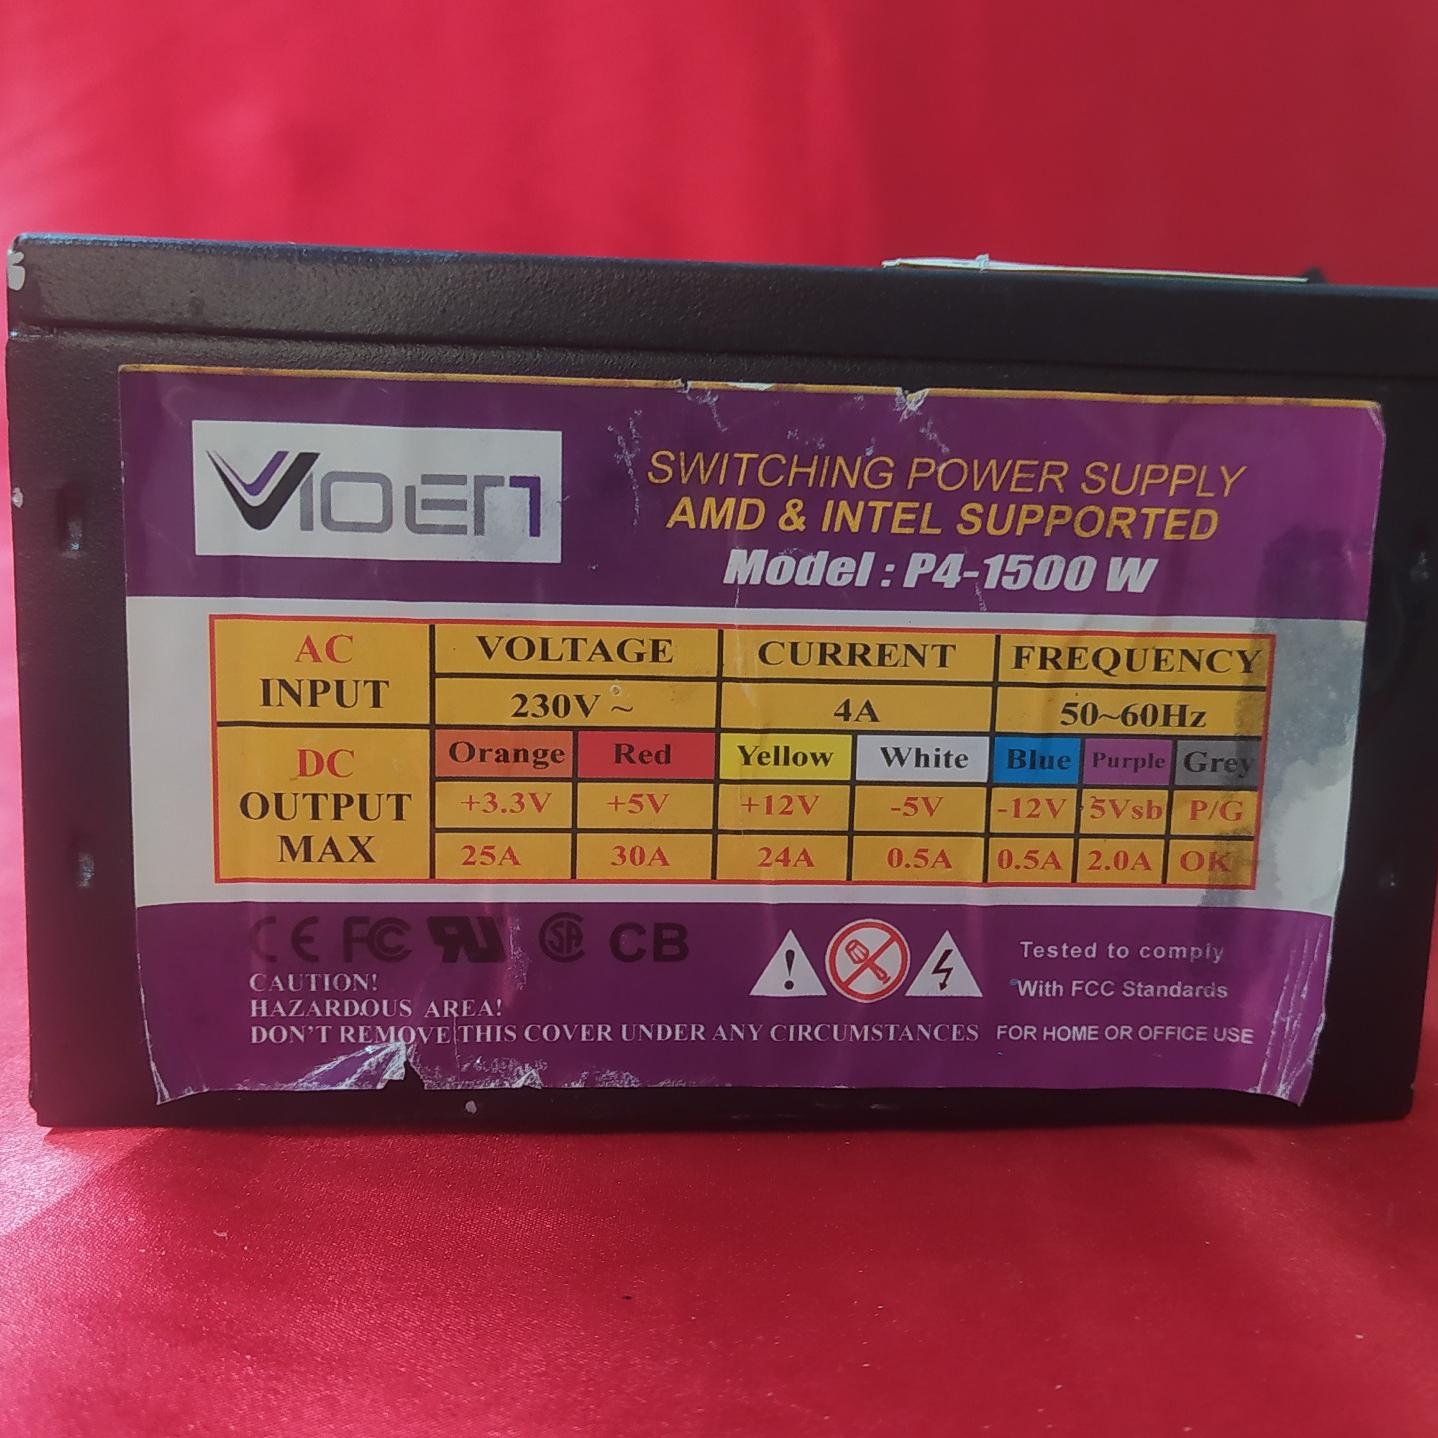 VIOEN
SWITCHING POWER SUPPLY
AMD & INTEL SUPPORTED
Model : P4-1500 W
AC INPUT VOLTAGE CURRENT FREQUENCY
230V ~ 4A 50~60Hz
DC OUTPUT MAX Orange Red Yellow White Blue Purple Grey
+3.3V +5V +12V -5V -12V 5Vsb P/G
25A 30A 24A 0.5A 0.5A 2.0A OK
CE FC RU SA CB
CAUTION!
HAZARDOUS AREA!
DON'T REMOVE THIS COVER UNDER ANY CIRCUMSTANCES
Tested to comply
With FCC Standards
FOR HOME OR OFFICE USE